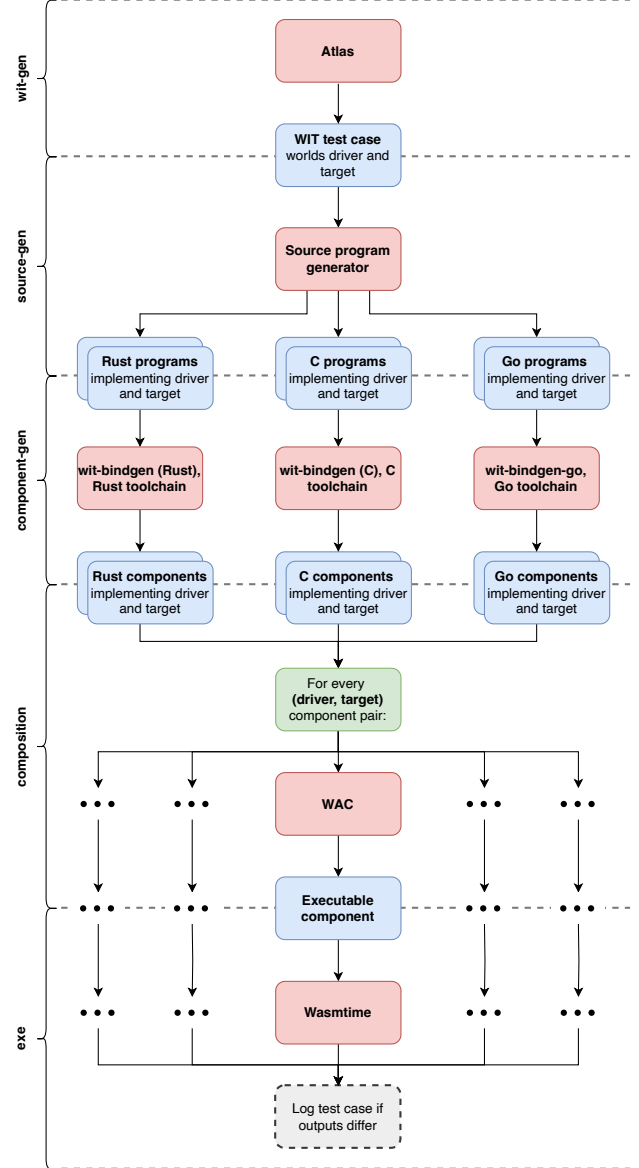 wit-gen
Atlas
WIT test case
worlds driver and
target
source-gen
Source program
generator
Rust programs
implementing driver
and target
C programs
implementing driver
and target
Go programs
implementing driver
and target
component-gen
wit-bindgen (Rust),
Rust toolchain
wit-bindgen (C), C
toolchain
wit-bindgen-go,
Go toolchain
Rust components
implementing driver
and target
C components
implementing driver
and target
Go components
implementing driver
and target
composition
For every
(driver, target)
component pair:
WAC
Executable
component
exe
Wasmtime
Log test case if
outputs differ